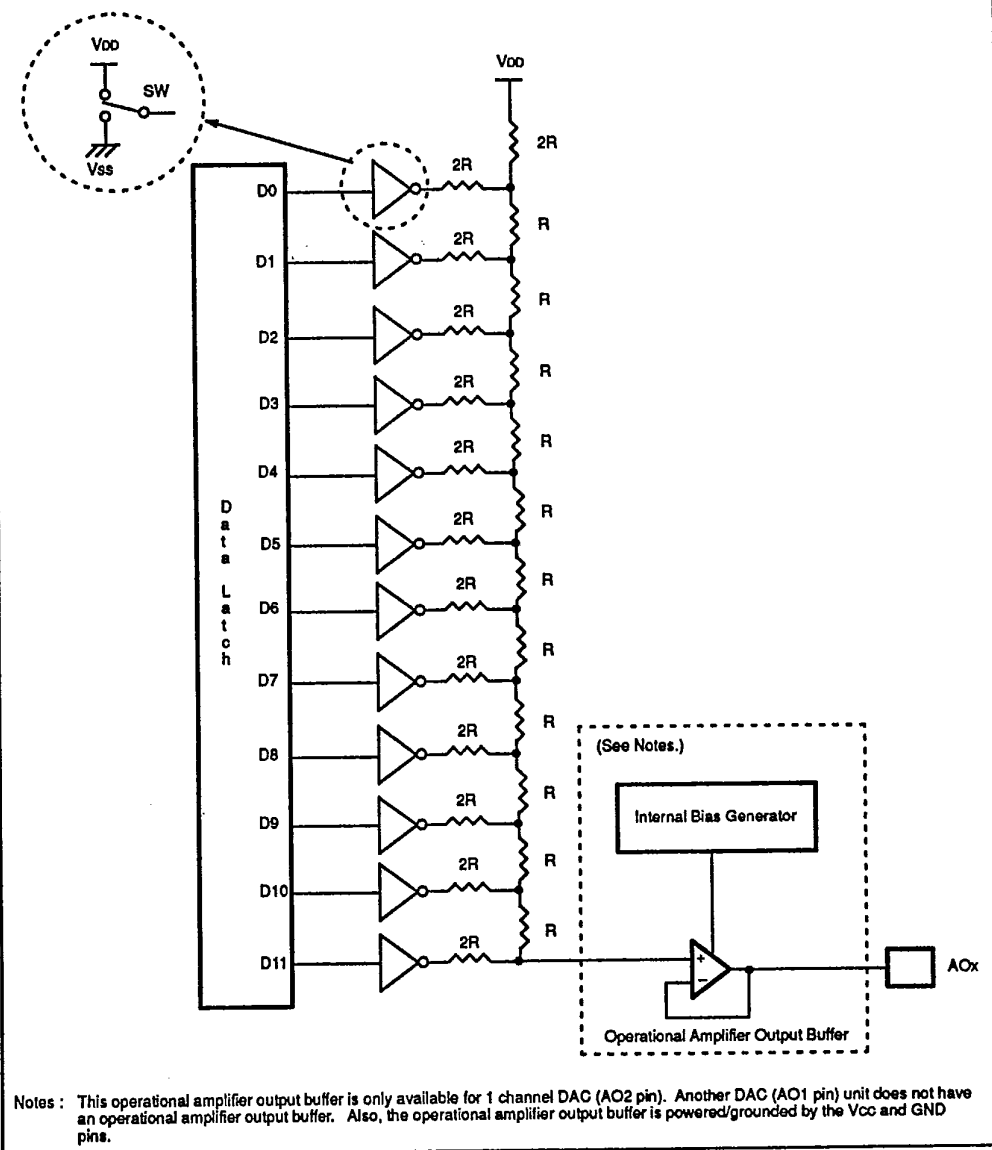 VDD
SW
Vss
VDD
2R
2R
D0
R
2R
D1
R
2R
D2
R
2R
D3
R
2R
D4
R
2R
D5
R
2R
D6
R
2R
D7
R
2R
D8
R
2R
D9
R
2R
D10
R
2R
D11
Data Latch
(See Notes.)
Internal Bias Generator
+
−
AOx
Operational Amplifier Output Buffer
Notes : This operational amplifier output buffer is only available for 1 channel DAC (AO2 pin). Another DAC (AO1 pin) unit does not have
an operational amplifier output buffer. Also, the operational amplifier output buffer is powered/grounded by the Vcc and GND
pins.